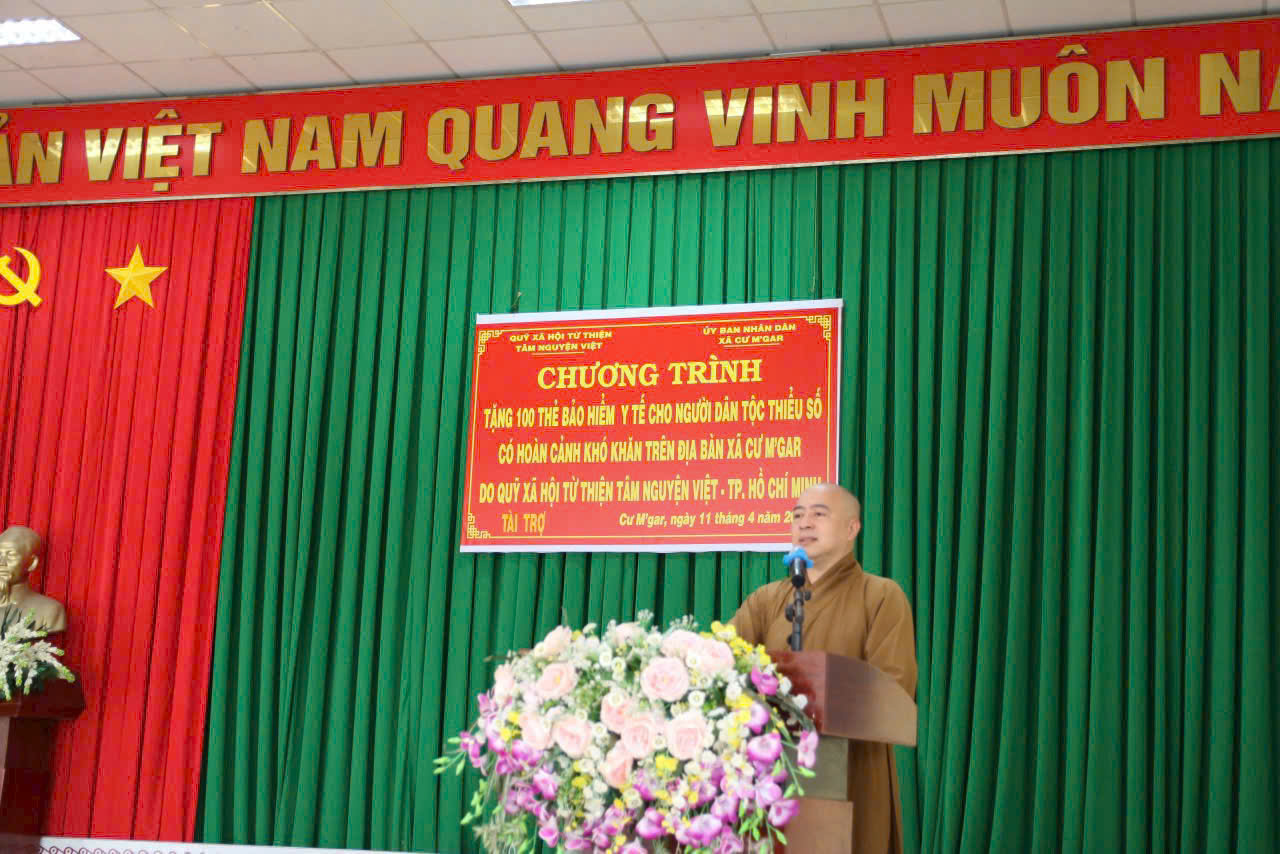 VIỆT NAM QUANG VINH MUÔN
QUỸ XÃ HỘI TỪ THIỆN
TÂM NGUYỆN VIỆT
ỦY BAN NHÂN DÂN
XÃ CƯ M'GAR
CHƯƠNG TRÌNH
TẶNG 100 THẺ BẢO HIỂM Y TẾ CHO NGƯỜI DÂN TỘC THIỂU SỐ
CÓ HOÀN CẢNH KHÓ KHĂN TRÊN ĐỊA BÀN XÃ CƯ M'GAR
DO QUỸ XÃ HỘI TỪ THIỆN TÂM NGUYỆN VIỆT - TP. HỒ CHÍ MINH
TÀI TRỢ
Cư M'gar, ngày 11 tháng 4 năm